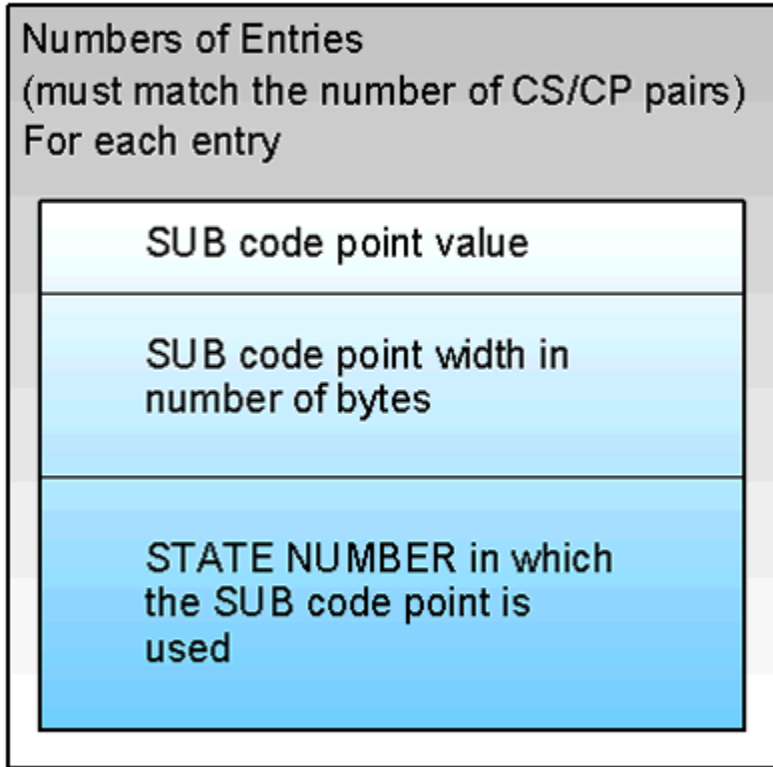 Numbers of Entries
(must match the number of CS/CP pairs)
For each entry
SUB code point value
SUB code point width in
number of bytes
STATE NUMBER in which
the SUB code point is
used